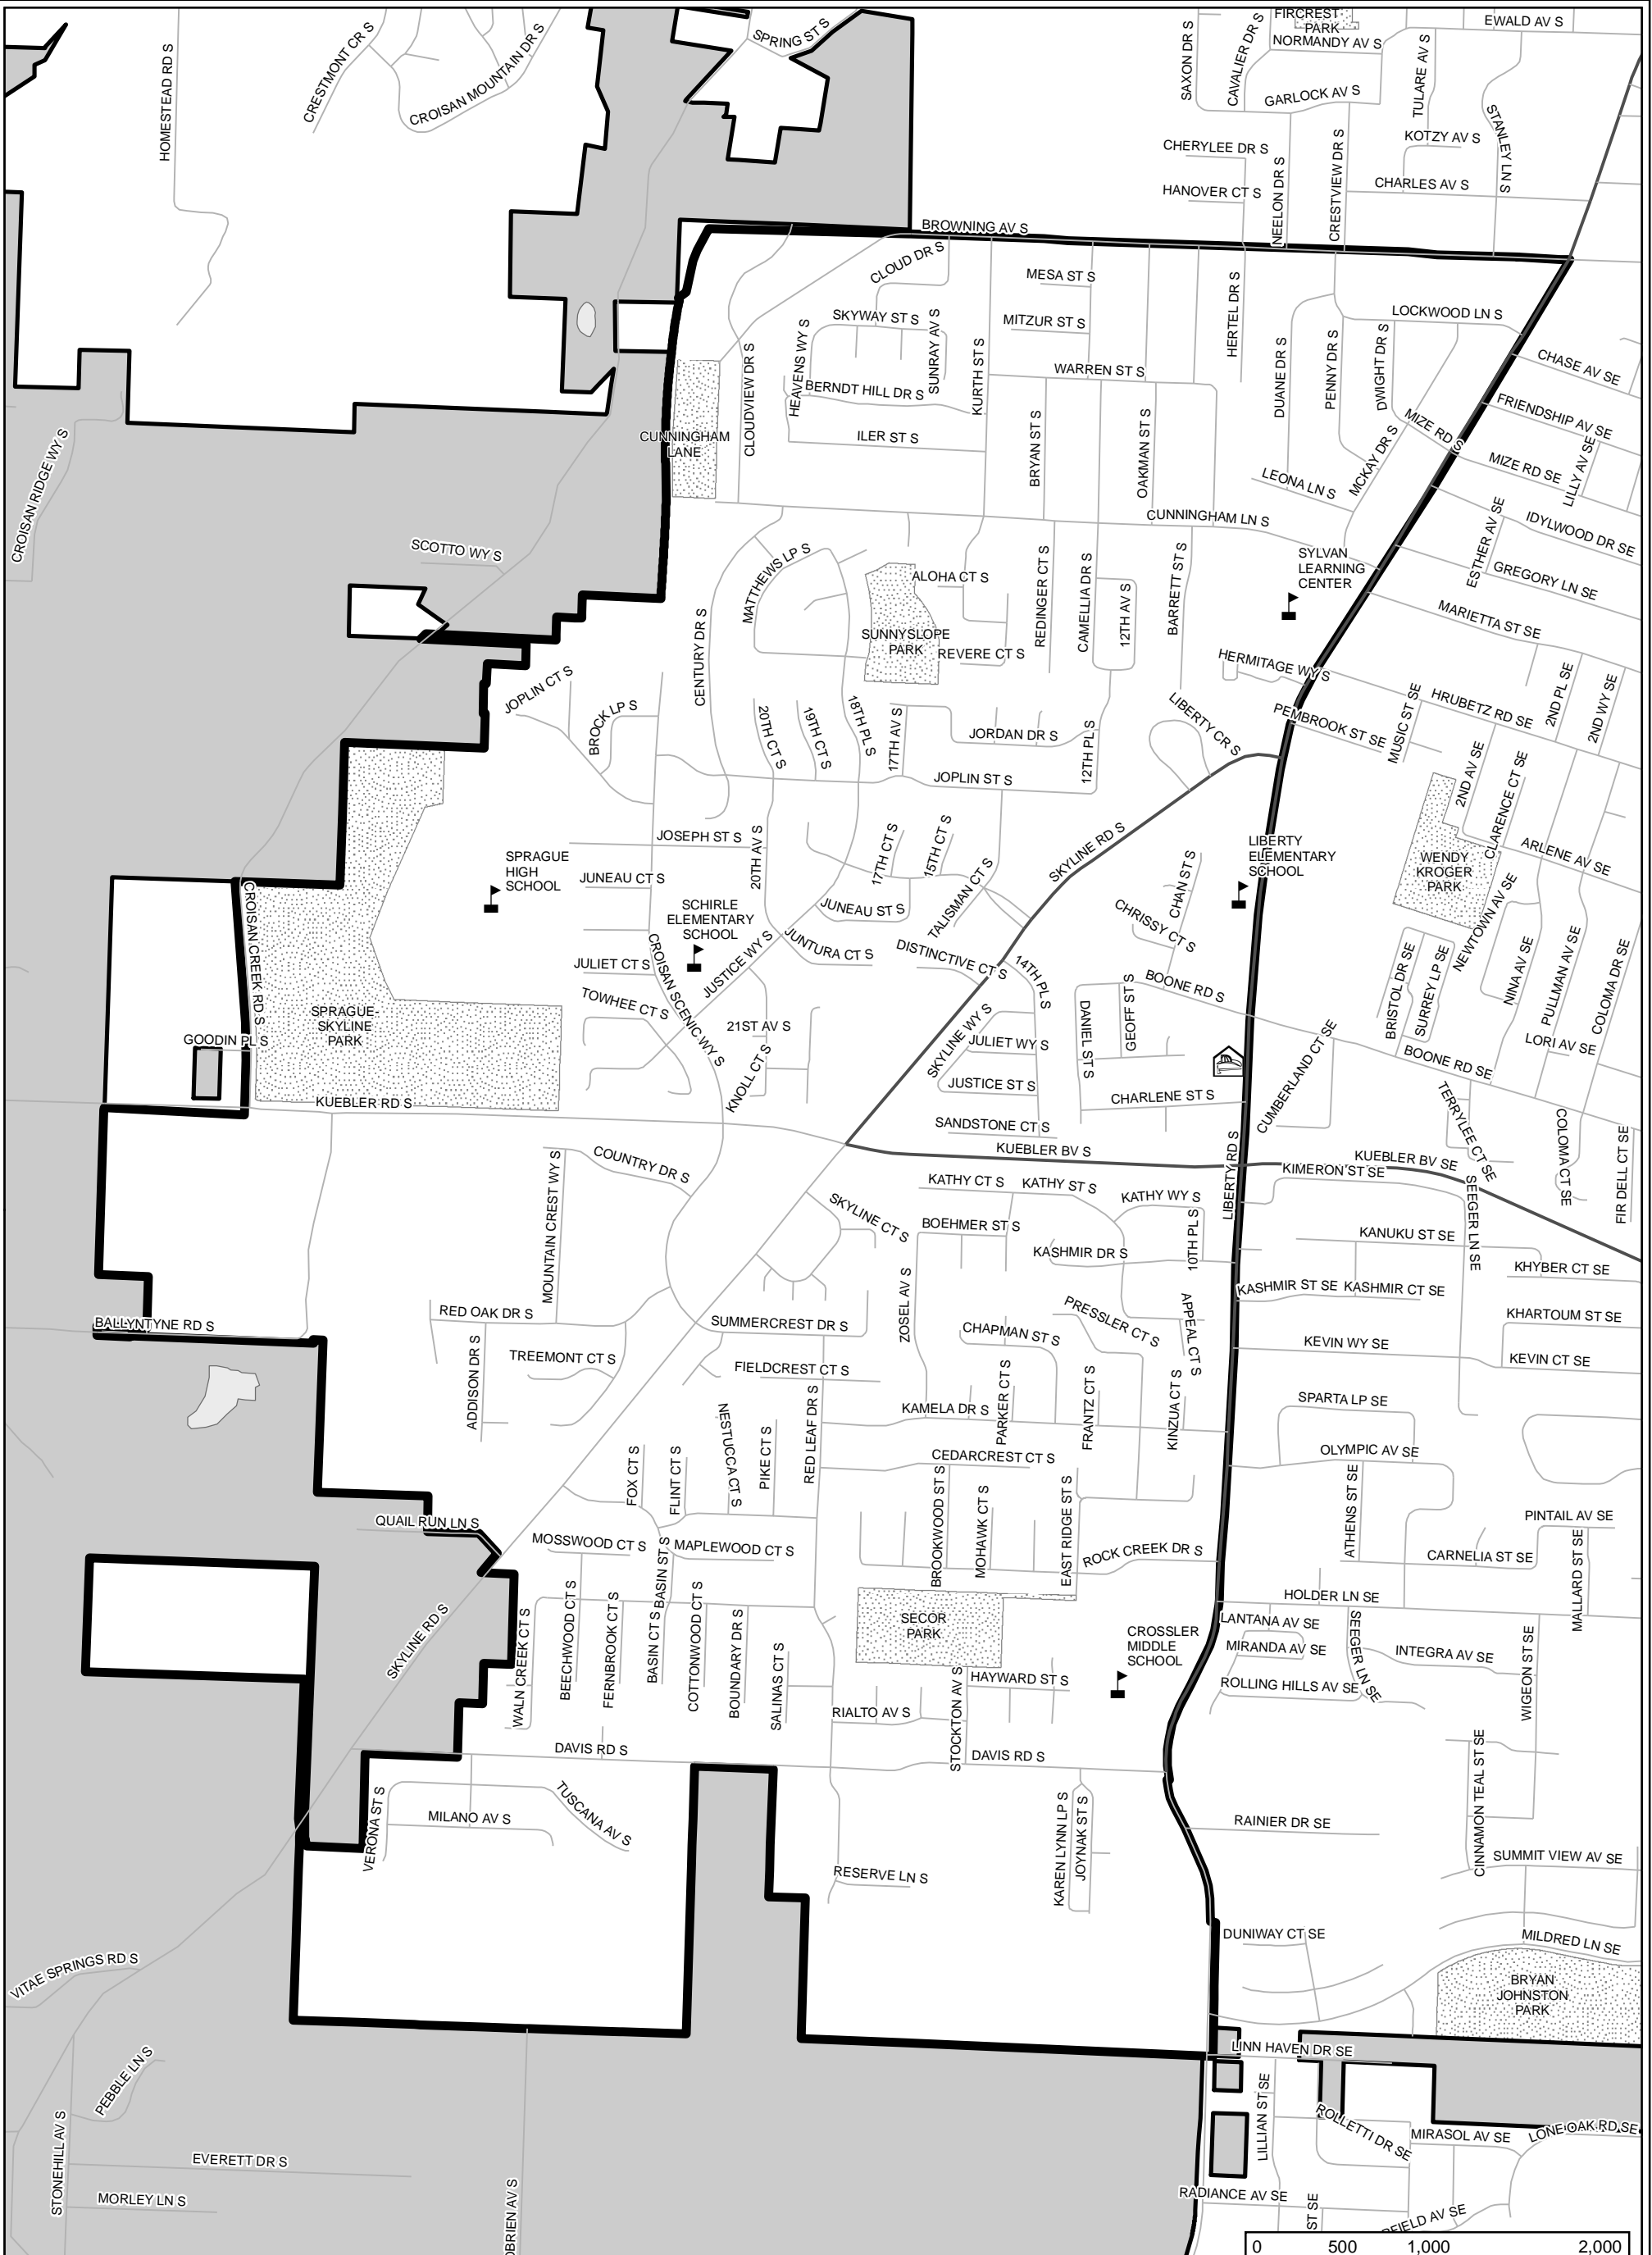 SPRING ST S
FIRCREST
PARK
EWALD AV S
NORMANDY AV S
SAXON DR S
CAVALIER DR S
TULARE AV S
HOMESTEAD RD S
CRESTMONT CR S
CROISAN MOUNTAIN DR S
GARLOCK AV S
STANLEY LN S
KOTZY AV S
CHERYLEE DR S
CRESTVIEW DR S
NEELON DR S
HANOVER CT S
CHARLES AV S
BROWNING AV S
CLOUD DR S
MESA ST S
HERTEL DR S
LOCKWOOD LN S
SKYWAY ST S
SUNRAY AV S
MITZUR ST S
HEAVENS WY S
CLOUDVIEW DR S
KURTH ST S
WARREN ST S
DUANE DR S
PENNY DR S
DWIGHT DR S
CHASE AV SE
BERNDT HILL DR S
FRIENDSHIP AV SE
MIZE RD S
CUNNINGHAM
LANE
ILER ST S
BRYAN ST S
OAKMAN ST S
MCKAY DR S
LEONA LN S
MIZE RD SE
LILLY AV SE
CROISAN RIDGE WY S
CUNNINGHAM LN S
IDYLWOOD DR SE
ESTHER AV SE
SCOTTO WY S
MATTHEWS LP S
ALOHA CT S
REDINGER CT S
CAMELLIA DR S
12TH AV S
BARRETT ST S
SYLVAN
LEARNING
CENTER
GREGORY LN SE
MARIETTA ST SE
SUNNYSLOPE
PARK
REVERE CT S
CENTURY DR S
HERMITAGE WY S
JOPLIN CT S
BROCK LP S
20TH CT S
19TH CT S
18TH PL S
17TH AV S
JORDAN DR S
12TH PL S
LIBERTY CR S
PEMBROOK ST SE
MUSIC ST SE
HRUBETZ RD SE
2ND PL SE
2ND WY SE
JOPLIN ST S
2ND AV SE
CLARENCE CT SE
JOSEPH ST S
20TH AV S
17TH CT S
15TH CT S
SKYLINE RD S
LIBERTY
ELEMENTARY
SCHOOL
WENDY
KROGER
PARK
ARLENE AV SE
SPRAGUE
HIGH
SCHOOL
JUNEAU CT S
SCHIRLE
ELEMENTARY
SCHOOL
JUNEAU ST S
TALISMAN CT S
CHAN ST S
CHRISSY CT S
NEWTOWN AV SE
CROISAN CREEK RD S
JULIET CT S
CROISAN SCENIC WY S
JUSTICE WY S
JUNTURA CT S
DISTINCTIVE CT S
14TH PL S
BOONE RD S
BRISTOL DR SE
SURREY LP SE
NINA AV SE
PULLMAN AV SE
COLOMA DR SE
TOWHEE CT S
SPRAGUE-
SKYLINE
PARK
21ST AV S
SKYLINE WY S
DANIEL ST S
GEOFF ST S
GOODIN PL S
JULIET WY S
CUMBERLAND CT SE
LORI AV SE
BOONE RD SE
KNOLL CT S
JUSTICE ST S
CHARLENE ST S
KUEBLER RD S
TERRYLEE CT SE
SANDSTONE CT S
COLOMA CT SE
FIR DELL CT SE
KUEBLER BV S
LIBERTY RD S
KUEBLER BV SE
KIMERON ST SE
COUNTRY DR S
MOUNTAIN CREST WY S
KATHY CT S
KATHY ST S
KATHY WY S
SEEGER LN SE
SKYLINE CT S
BOEHMER ST S
KANUKU ST SE
KASHMIR DR S
10TH PL S
KHYBER CT SE
ZOSEL AV S
KASHMIR ST SE
KASHMIR CT SE
RED OAK DR S
BALLYNTYNE RD S
SUMMERCREST DR S
PRESSLER CT S
APPEAL CT S
KHARTOUM ST SE
CHAPMAN ST S
KEVIN WY SE
ADDISON DR S
TREEMONT CT S
FIELDCREST CT S
KEVIN CT SE
PARKER CT S
FRANTZ CT S
KINZUA CT S
SPARTA LP SE
NESTUCCA CT S
RED LEAF DR S
KAMELA DR S
FOX CT S
FLINT CT S
PIKE CT S
CEDARCREST CT S
OLYMPIC AV SE
ATHENS ST SE
BROOKWOOD ST S
MOHAWK CT S
EAST RIDGE ST S
QUAIL RUN LN S
PINTAIL AV SE
MOSSWOOD CT S
BASIN ST S
MAPLEWOOD CT S
ROCK CREEK DR S
CARNELIA ST SE
MALLARD ST SE
HOLDER LN SE
SKYLINE RD S
WALN CREEK CT S
BEECHWOOD CT S
FERNBROOK CT S
BASIN CT S
COTTONWOOD CT S
BOUNDARY DR S
SALINAS CT S
SECOR
PARK
LANTANA AV SE
SEEGER LN SE
CROSSLER
MIDDLE
SCHOOL
MIRANDA AV SE
INTEGRA AV SE
WIGEON ST SE
HAYWARD ST S
ROLLING HILLS AV SE
RIALTO AV S
STOCKTON AV S
DAVIS RD S
DAVIS RD S
CINNAMON TEAL ST SE
VERONA ST S
MILANO AV S
TUSCANA AV S
KAREN LYNN LP S
JOYNAK ST S
RAINIER DR SE
SUMMIT VIEW AV SE
RESERVE LN S
DUNIWAY CT SE
MILDRED LN SE
VITAE SPRINGS RD S
BRYAN
JOHNSTON
PARK
LINN HAVEN DR SE
PEBBLE LN S
LILLIAN ST SE
ROLLETTI DR SE
MIRASOL AV SE
LONE OAK RD SE
STONEHILL AV S
EVERETT DR S
MORLEY LN S
OBRIEN AV S
RADIANCE AV SE
ST SE
FIELD AV SE
0 500 1,000 2,000